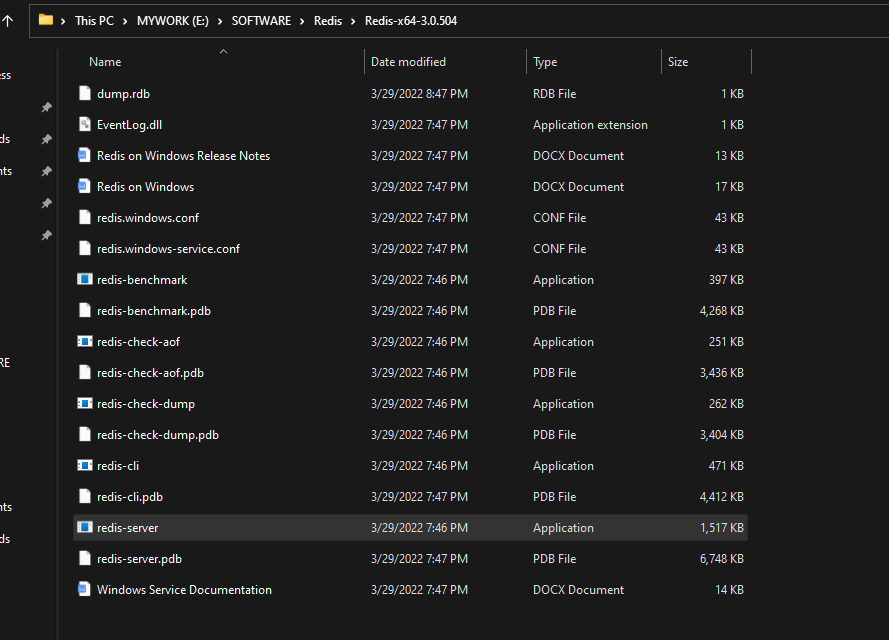 This PC > MYWORK (E:) > SOFTWARE > Redis > Redis-x64-3.0.504
Name Date modified Type Size
dump.rdb 3/29/2022 8:47 PM RDB File 1 KB
ess
EventLog.dll 3/29/2022 7:47 PM Application extension 1 KB
ds
Redis on Windows Release Notes 3/29/2022 7:47 PM DOCX Document 13 KB
nts
Redis on Windows 3/29/2022 7:47 PM DOCX Document 17 KB
redis.windows.conf 3/29/2022 7:47 PM CONF File 43 KB
redis.windows-service.conf 3/29/2022 7:47 PM CONF File 43 KB
redis-benchmark 3/29/2022 7:46 PM Application 397 KB
redis-benchmark.pdb 3/29/2022 7:46 PM PDB File 4,268 KB
redis-check-aof 3/29/2022 7:46 PM Application 251 KB
RE
redis-check-aof.pdb 3/29/2022 7:46 PM PDB File 3,436 KB
redis-check-dump 3/29/2022 7:46 PM Application 262 KB
redis-check-dump.pdb 3/29/2022 7:46 PM PDB File 3,404 KB
redis-cli 3/29/2022 7:46 PM Application 471 KB
redis-cli.pdb 3/29/2022 7:47 PM PDB File 4,412 KB
nts
redis-server 3/29/2022 7:46 PM Application 1,517 KB
ds
redis-server.pdb 3/29/2022 7:47 PM PDB File 6,748 KB
Windows Service Documentation 3/29/2022 7:47 PM DOCX Document 14 KB